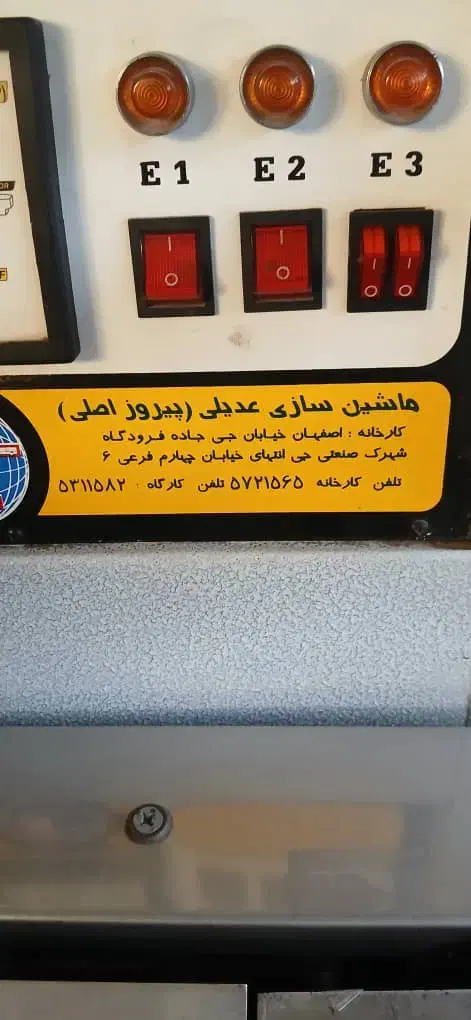 E 1 E 2 E 3
ماشین سازی عدیلی (پیروز اصلی)
کارخانه : اصفهان خیابان جی جاده فرودگاه
شهرک صنعتی جی انتهای خیابان چهارم فرعی ۶
تلفن کارخانه ۵۷۲۱۵۶۵ تلفن کارگاه : ۵۳۱۱۵۸۲